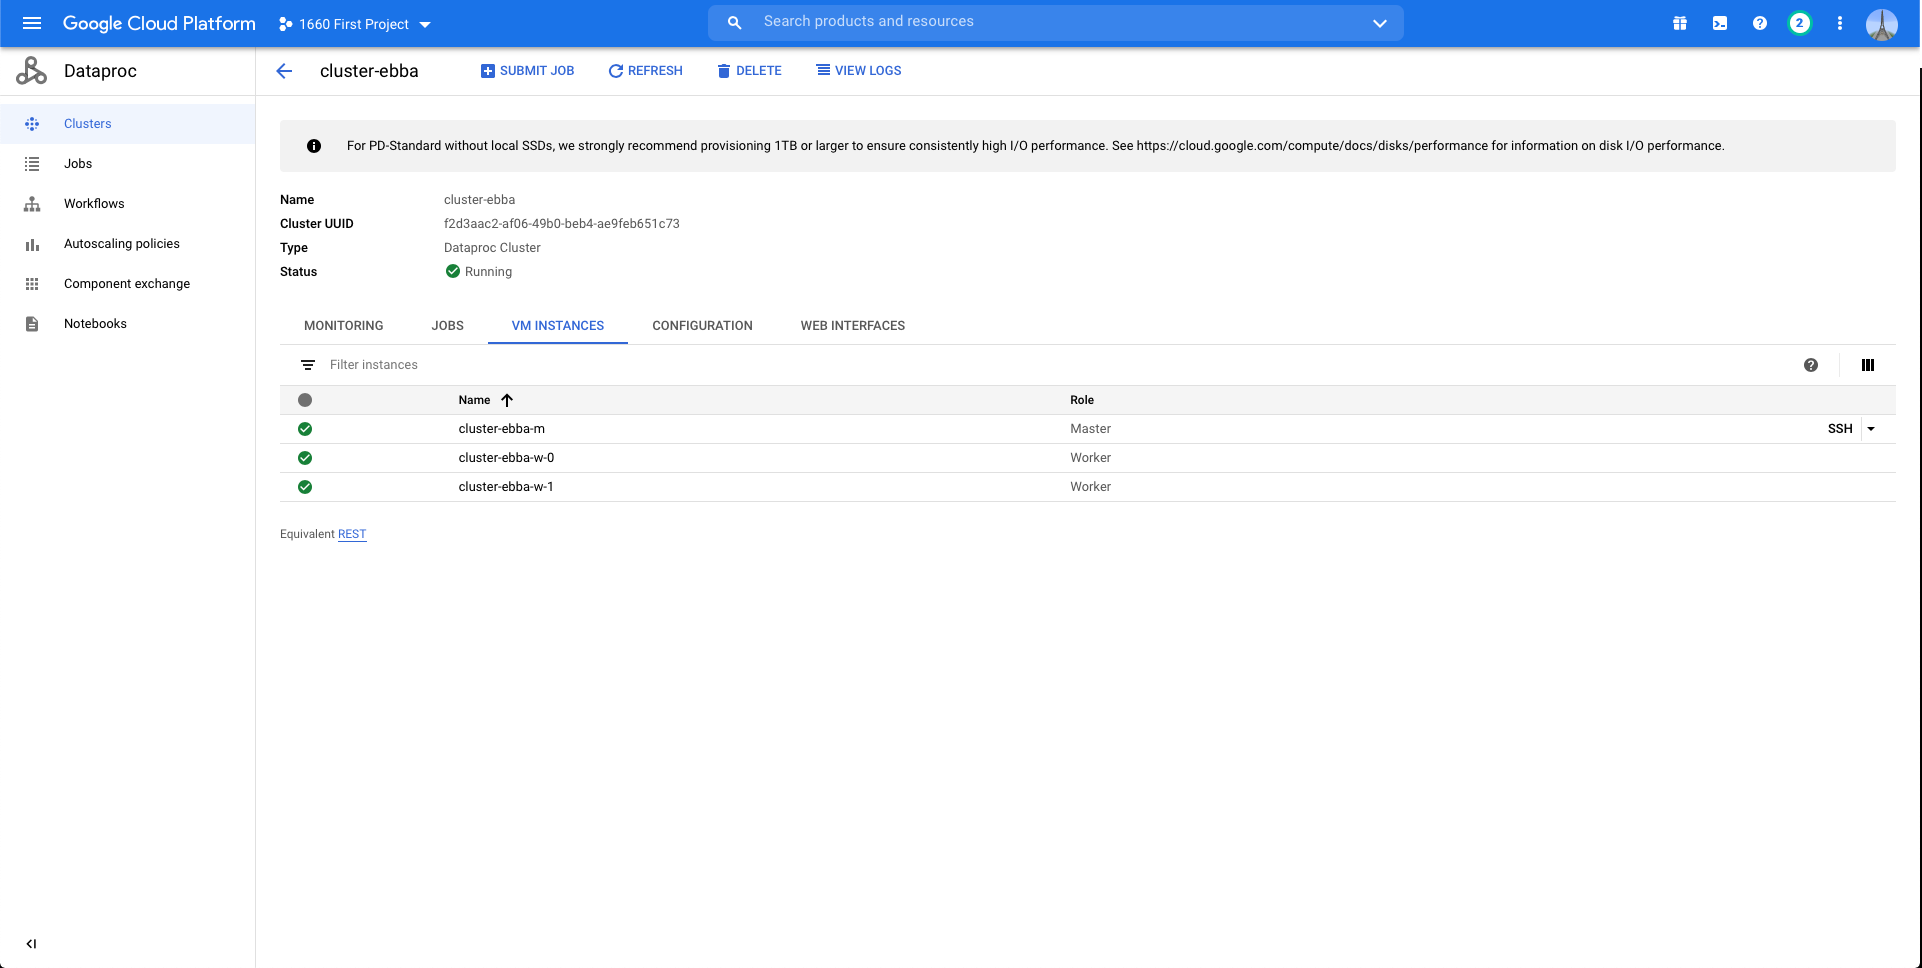 Google Cloud Platform
1660 First Project
Search products and resources
2
Dataproc
cluster-ebba
SUBMIT JOB
REFRESH
DELETE
VIEW LOGS
Clusters
Jobs
Workflows
Autoscaling policies
Component exchange
Notebooks
For PD-Standard without local SSDs, we strongly recommend provisioning 1TB or larger to ensure consistently high I/O performance. See https://cloud.google.com/compute/docs/disks/performance for information on disk I/O performance.
Name cluster-ebba
Cluster UUID f2d3aac2-af06-49b0-beb4-ae9feb651c73
Type Dataproc Cluster
Status Running
MONITORING JOBS VM INSTANCES CONFIGURATION WEB INTERFACES
Filter instances
Name Role
cluster-ebba-m Master SSH
cluster-ebba-w-0 Worker
cluster-ebba-w-1 Worker
Equivalent REST